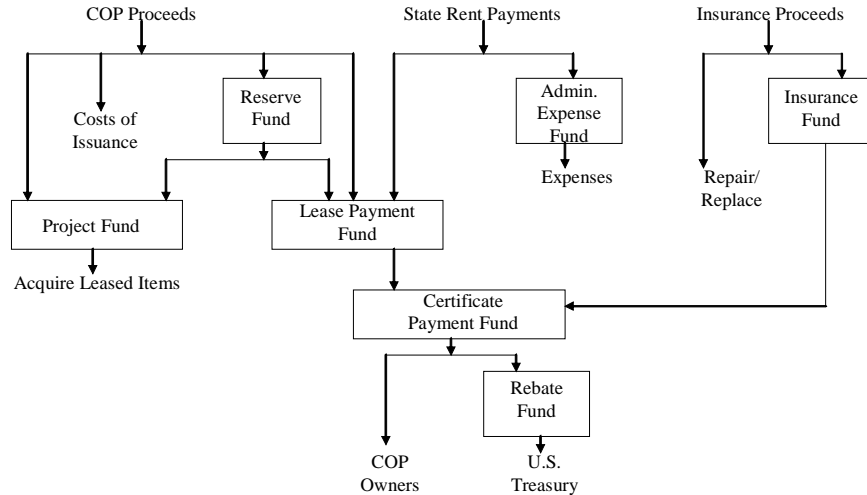 COP Proceeds
State Rent Payments
Insurance Proceeds
Reserve
Fund
Costs of
Issuance
Admin.
Expense
Fund
Insurance
Fund
Expenses
Repair/
Replace
Project Fund
Lease Payment
Fund
Acquire Leased Items
Certificate
Payment Fund
Rebate
Fund
COP
Owners
U.S.
Treasury